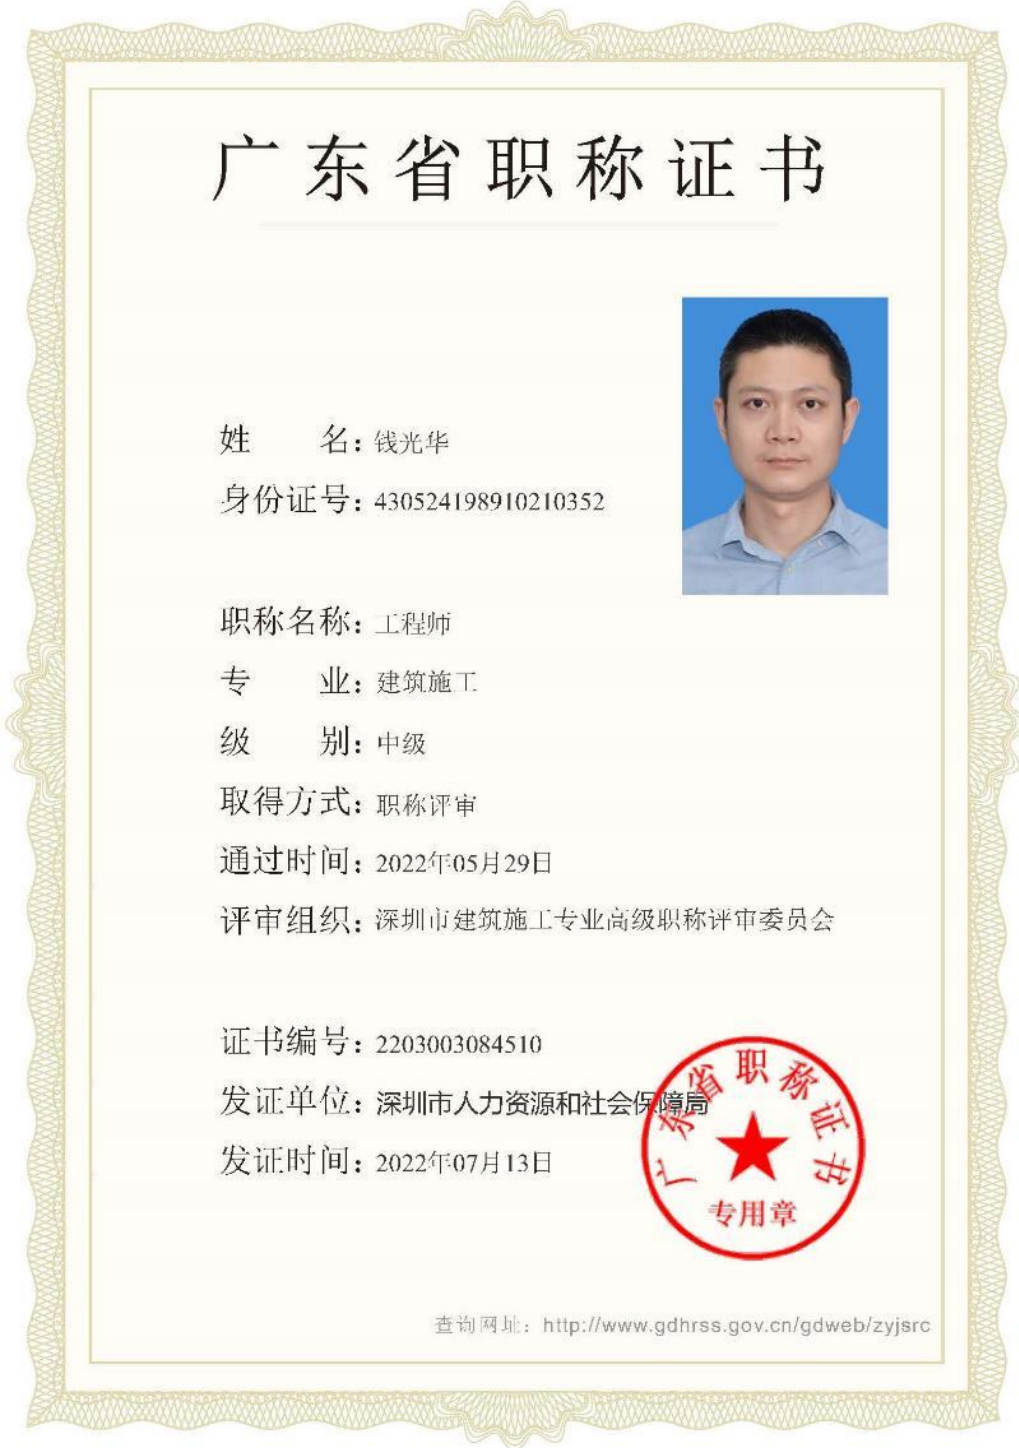 广东省职称证书
姓名：钱光华
身份证号：430524198910210352
职称名称：工程师
专业：建筑施工
级别：中级
取得方式：职称评审
通过时间：2022年05月29日
评审组织：深圳市建筑施工专业高级职称评审委员会
证书编号：2203003084510
发证单位：深圳市人力资源和社会保障局
发证时间：2022年07月13日
广东省职称证书
专用章
查询网址：http://www.gdhrss.gov.cn/gdweb/zyjsrc